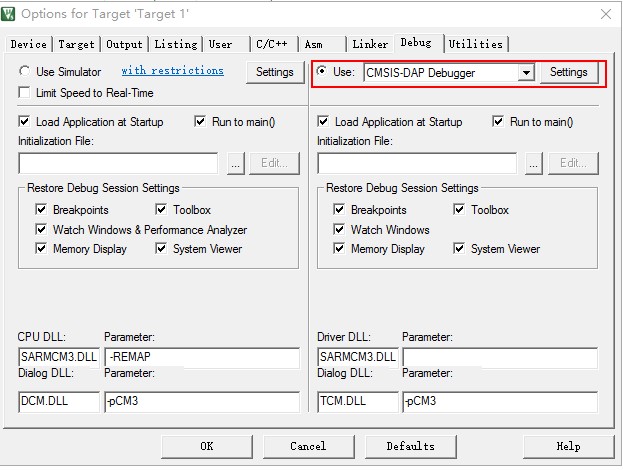 Options for Target 'Target 1'
Device Target Output Listing User C/C++ Asm Linker Debug Utilities
Use Simulator with restrictions Settings
Use: CMSIS-DAP Debugger Settings
Limit Speed to Real-Time
Load Application at Startup Run to main()
Load Application at Startup Run to main()
Initialization File:
Initialization File:
... Edit...
... Edit...
Restore Debug Session Settings
Restore Debug Session Settings
Breakpoints Toolbox
Breakpoints Toolbox
Watch Windows & Performance Analyzer
Watch Windows
Memory Display System Viewer
Memory Display System Viewer
CPU DLL: Parameter:
Driver DLL: Parameter:
SARMCM3.DLL -REMAP
SARMCM3.DLL
Dialog DLL: Parameter:
Dialog DLL: Parameter:
DCM.DLL -pCM3
TCM.DLL -pCM3
OK Cancel Defaults Help